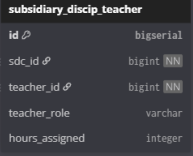 subsidiary_discip_teacher
id bigserial
sdc_id bigint NN
teacher_id bigint NN
teacher_role varchar
hours_assigned integer